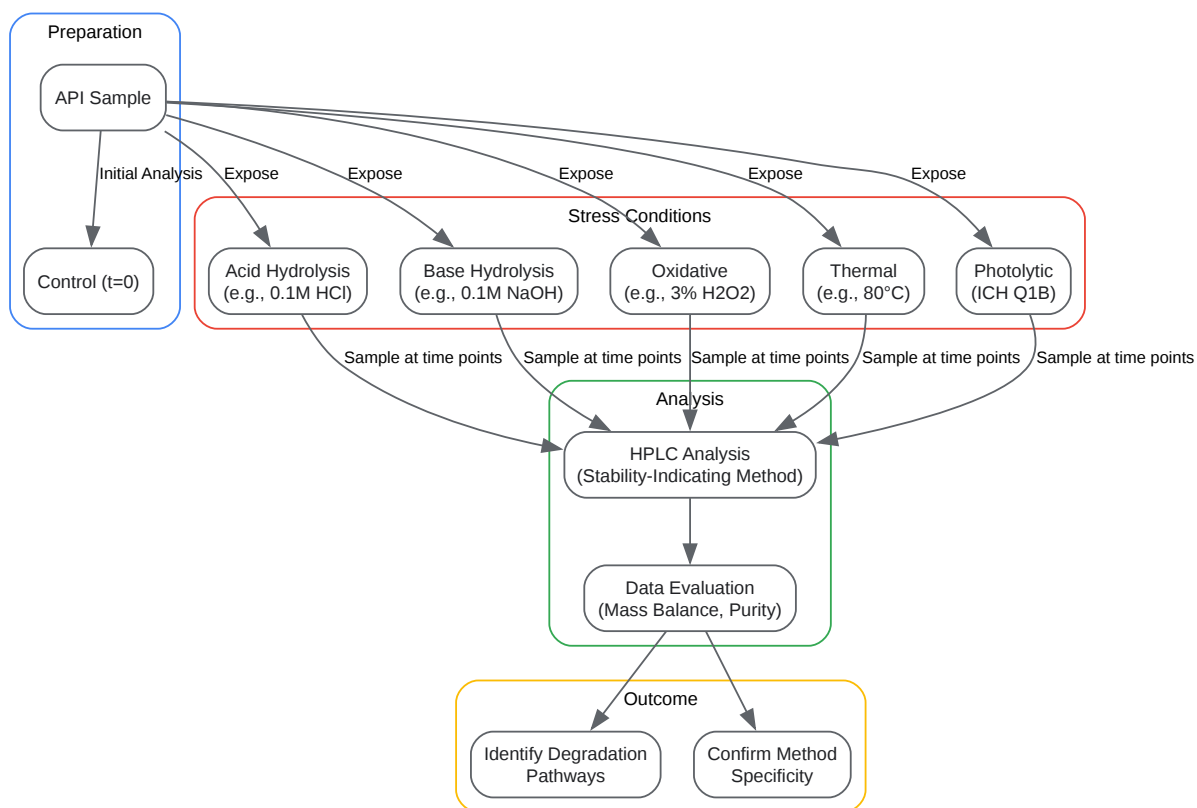 Preparation
API Sample
Initial Analysis
Expose
Expose
Expose
Expose
Expose
Control (t=0)
Stress Conditions
Acid Hydrolysis
(e.g., 0.1M HCl)
Base Hydrolysis
(e.g., 0.1M NaOH)
Oxidative
(e.g., 3% H2O2)
Thermal
(e.g., 80°C)
Photolytic
(ICH Q1B)
Sample at time points
Sample at time points
Sample at time points
Sample at time points
Sample at time points
Analysis
HPLC Analysis
(Stability-Indicating Method)
Data Evaluation
(Mass Balance, Purity)
Outcome
Identify Degradation
Pathways
Confirm Method
Specificity